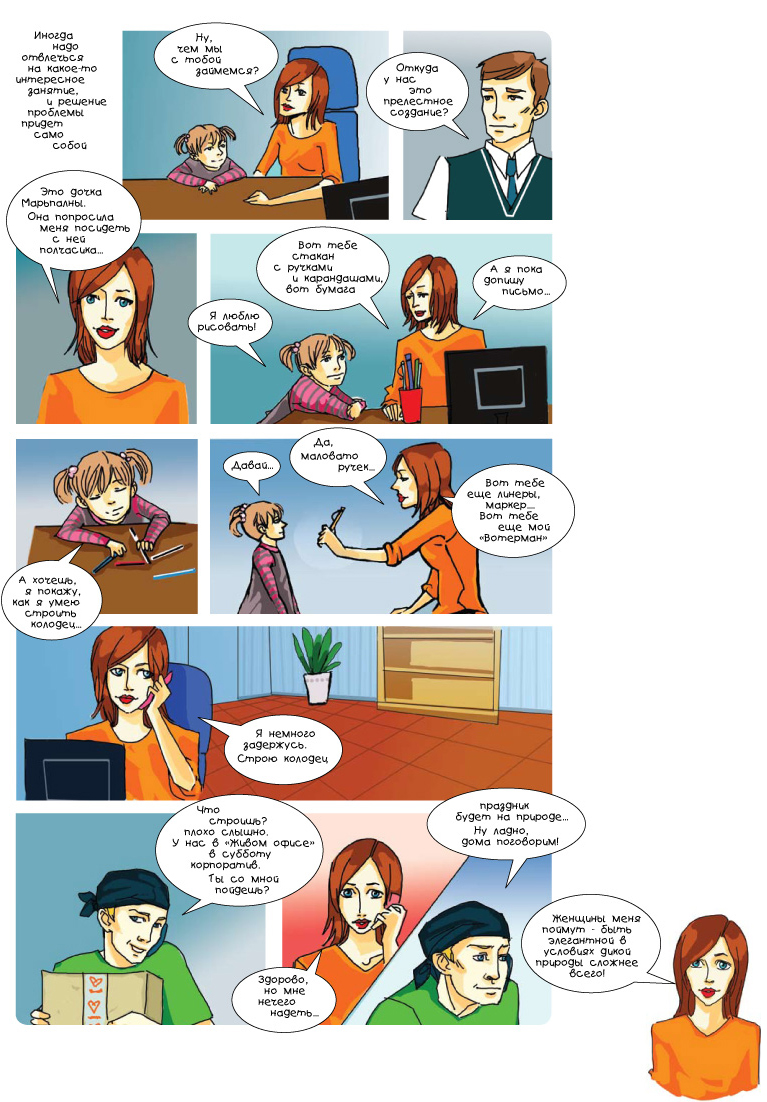 Иногда
надо
отвлечься
на какое-то
интересное
занятие,
и решение
проблемы
придет
само
собой
Ну,
чем мы
с тобой
займемся?
Откуда
у нас
это
прелестное
создание?
Это дочка
Марьпалны.
Она попросила
меня посидеть
с ней
полчасика...
Я люблю
рисовать!
Вот тебе
стакан
с ручками
и карандашами,
вот бумага
А я пока
допишу
письмо...
А хочешь,
я покажу,
как я умею
строить
колодец...
Давай...
Да,
маловато
ручек...
Вот тебе
еще линеры,
маркер...
Вот тебе
еще мой
«Вотерман»
Я немного
задержусь.
Строю колодец
Что
строишь?
плохо слышно.
У нас в «Живом офисе»
в субботу
корпоратив.
Ты со мной
пойдешь?
Здорово,
но мне
нечего
надеть...
праздник
будет на природе...
Ну ладно,
дома поговорим!
Женщины меня
поймут - быть
элегантной в
условиях дикой
природы сложнее
всего!